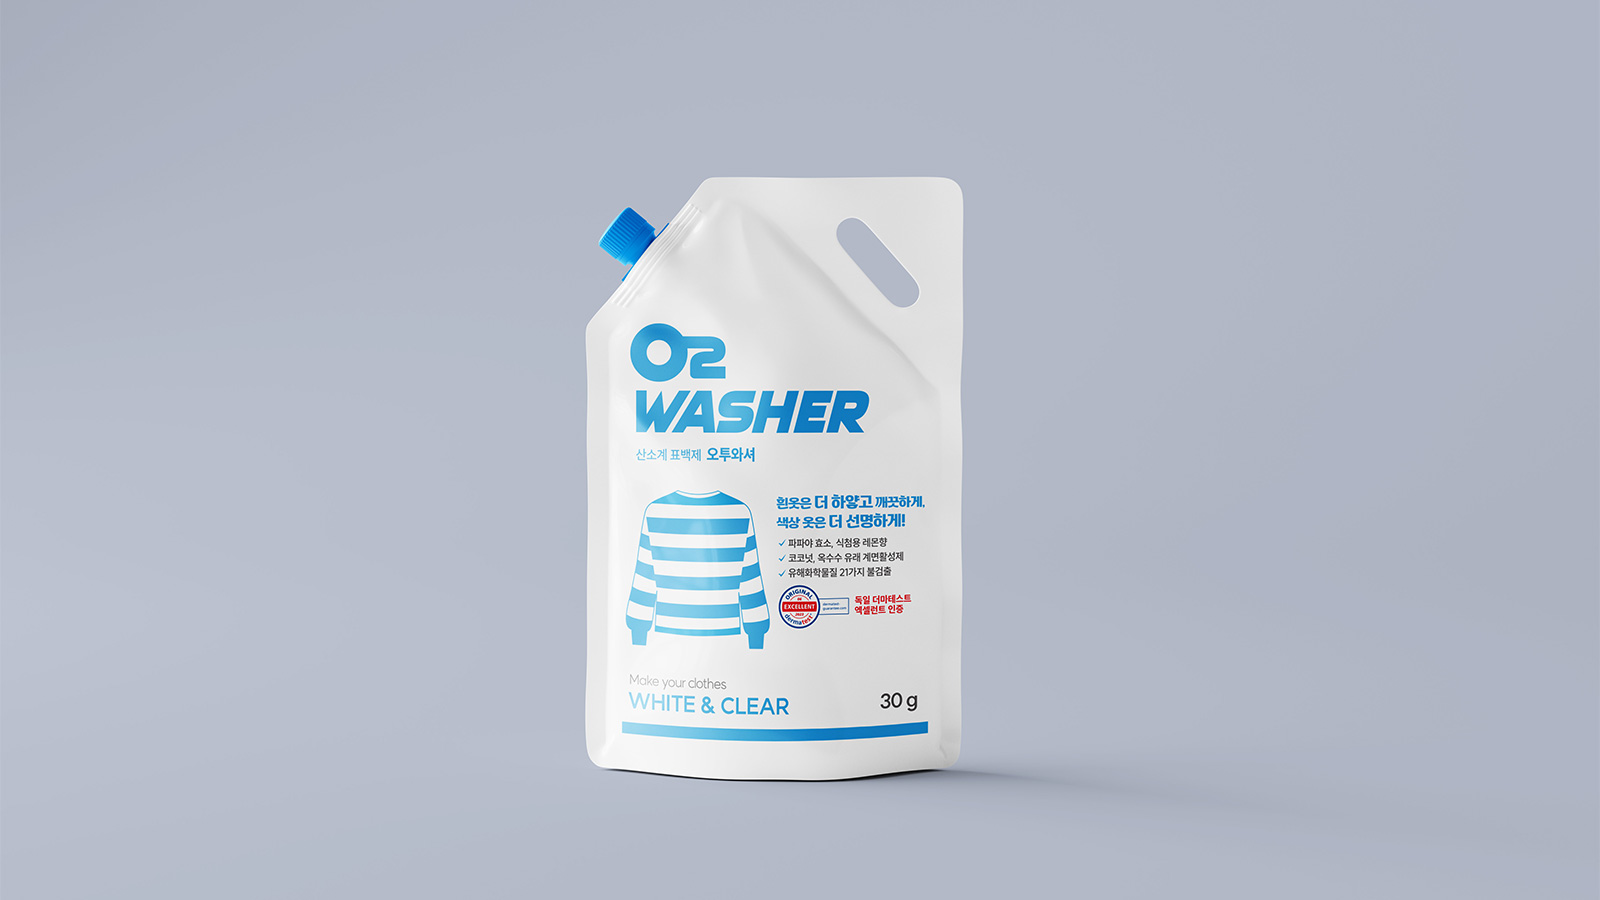 O2
WASHER
산소계 표백제 오투와셔
흰옷은 더 하얗고 깨끗하게,
색상 옷은 더 선명하게!
✓ 파파야 효소, 식첨용 레몬향
✓ 코코넛, 옥수수 유래 계면활성제
✓ 유해화학물질 21가지 불검출
ORIGINAL
EXCELLENT
dermatest
독일 더마테스트
엑셀런트 인증
Make your clothes
WHITE & CLEAR
30 g